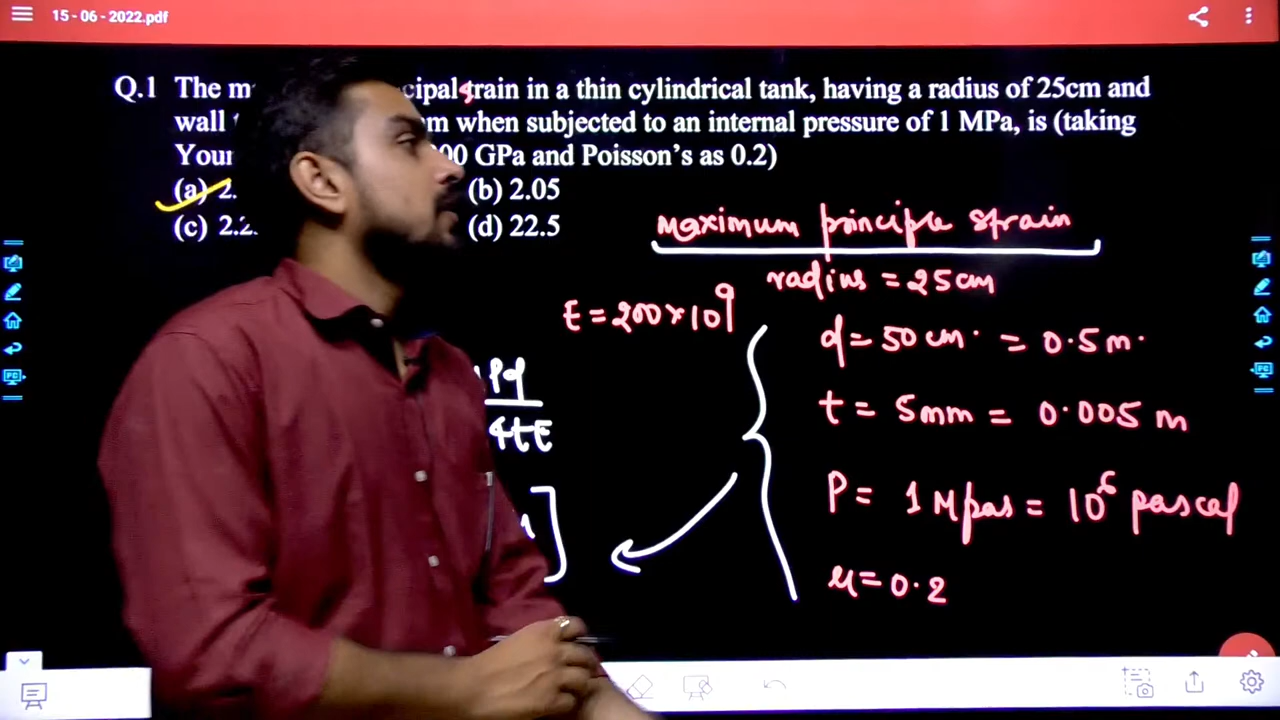 15 - 06 - 2022.pdf
Q.1 The cipal strain in a thin cylindrical tank, having a radius of 25cm and
wall when subjected to an internal pressure of 1 MPa, is (taking
GPa and Poisson's as 0.2)
(a) 2. (b) 2.05
(c) 2.2 (d) 22.5
Maximum principle strain
radius = 25cm
E = 200×10⁹
d = 50 cm. = 0.5 m.
t = 5mm = 0.005 m
P = 1 Mpas = 10⁶ pascal
μ = 0.2
Pd
4tE